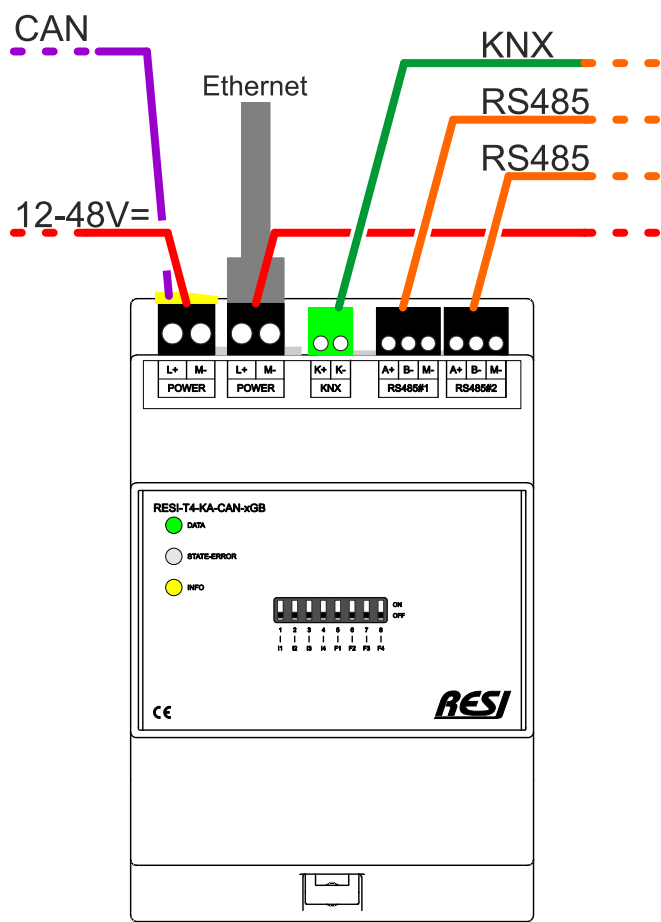 CAN
KNX
Ethernet
RS485
RS485
12-48V=
L+ M- L+ M- K+ K- A+ B- M- A+ B- M-
POWER POWER KNX RS485#1 RS485#2
RESI-T4-KA-CAN-xGB
DATA
STATE-ERROR
INFO
ON
OFF
1 2 3 4 5 6 7 8
I1 I2 I3 I4 F1 F2 F3 F4
CE
RESI